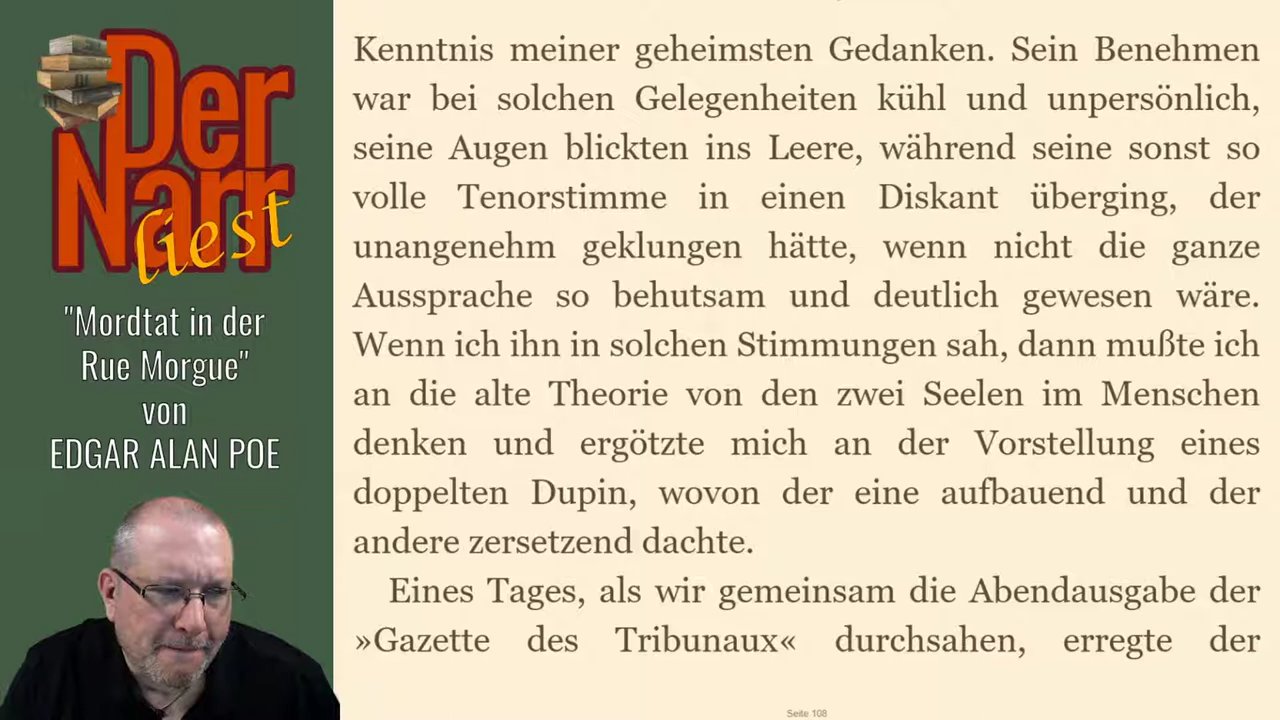 Der
Narr
liest
"Mordtat in der
Rue Morgue"
von
EDGAR ALAN POE
Kenntnis meiner geheimsten Gedanken. Sein Benehmen
war bei solchen Gelegenheiten kühl und unpersönlich,
seine Augen blickten ins Leere, während seine sonst so
volle Tenorstimme in einen Diskant überging, der
unangenehm geklungen hätte, wenn nicht die ganze
Aussprache so behutsam und deutlich gewesen wäre.
Wenn ich ihn in solchen Stimmungen sah, dann mußte ich
an die alte Theorie von den zwei Seelen im Menschen
denken und ergötzte mich an der Vorstellung eines
doppelten Dupin, wovon der eine aufbauend und der
andere zersetzend dachte.
Eines Tages, als wir gemeinsam die Abendausgabe der
»Gazette des Tribunaux« durchsahen, erregte der
Seite 108